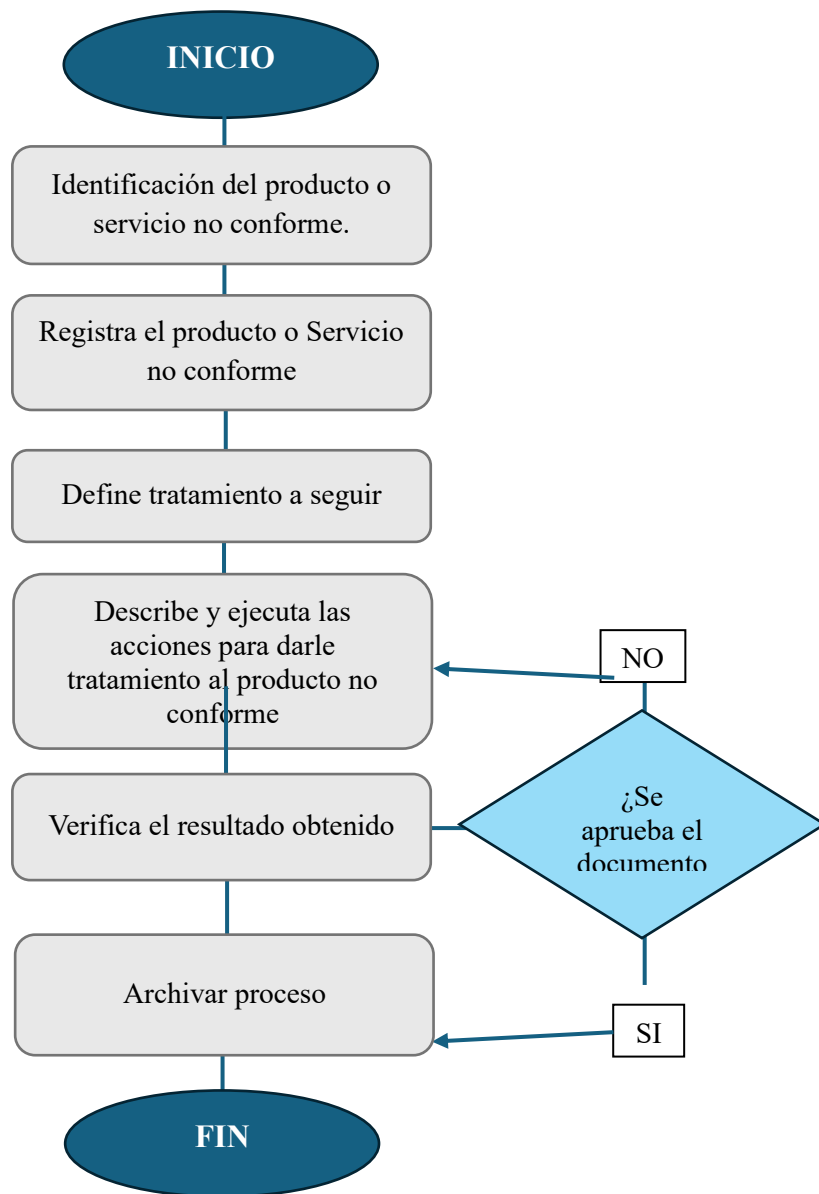 INICIO
Identificación del producto o
servicio no conforme.
Registra el producto o Servicio
no conforme
Define tratamiento a seguir
Describe y ejecuta las
acciones para darle
tratamiento al producto no
conforme
NO
¿Se
aprueba el
documento
Verifica el resultado obtenido
Archivar proceso
SI
FIN